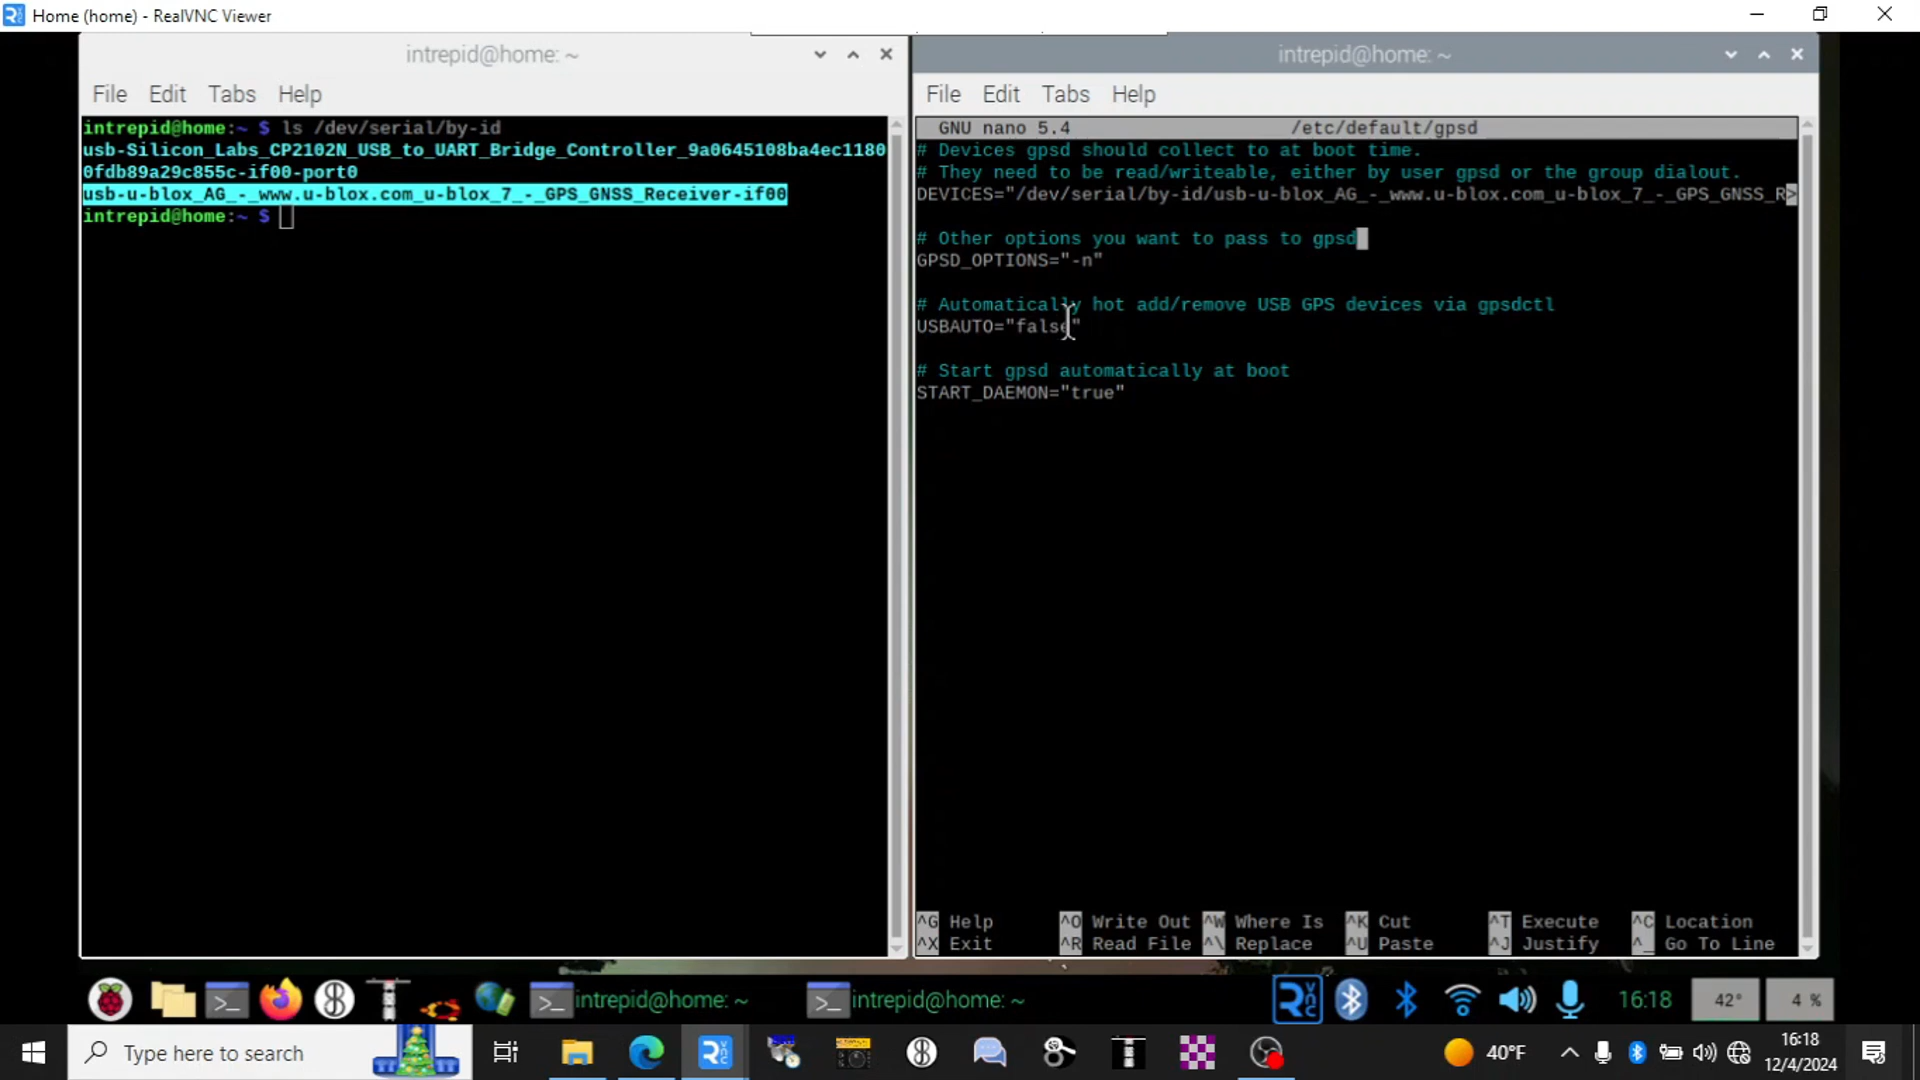 Home (home) - RealVNC Viewer
intrepid@home: ~
File Edit Tabs Help
intrepid@home:~ $ ls /dev/serial/by-id
usb-Silicon_Labs_CP2102N_USB_to_UART_Bridge_Controller_9a0645108ba4ec1180
0fdb89a29c855c-if00-port0
usb-u-blox_AG_-_www.u-blox.com_u-blox_7_-_GPS_GNSS_Receiver-if00
intrepid@home:~ $
intrepid@home: ~
File Edit Tabs Help
GNU nano 5.4 /etc/default/gpsd
# Devices gpsd should collect to at boot time.
# They need to be read/writeable, either by user gpsd or the group dialout.
DEVICES="/dev/serial/by-id/usb-u-blox_AG_-_www.u-blox.com_u-blox_7_-_GPS_GNSS_R>
# Other options you want to pass to gpsd
GPSD_OPTIONS="-n"
# Automatically hot add/remove USB GPS devices via gpsdctl
USBAUTO="false"
# Start gpsd automatically at boot
START_DAEMON="true"
^G Help ^O Write Out ^W Where Is ^K Cut ^T Execute ^C Location
^X Exit ^R Read File ^\ Replace ^U Paste ^J Justify ^_ Go To Line
intrepid@home: ~ intrepid@home: ~ 16:18 42° 4 %
Type here to search 40°F 16:18
12/4/2024